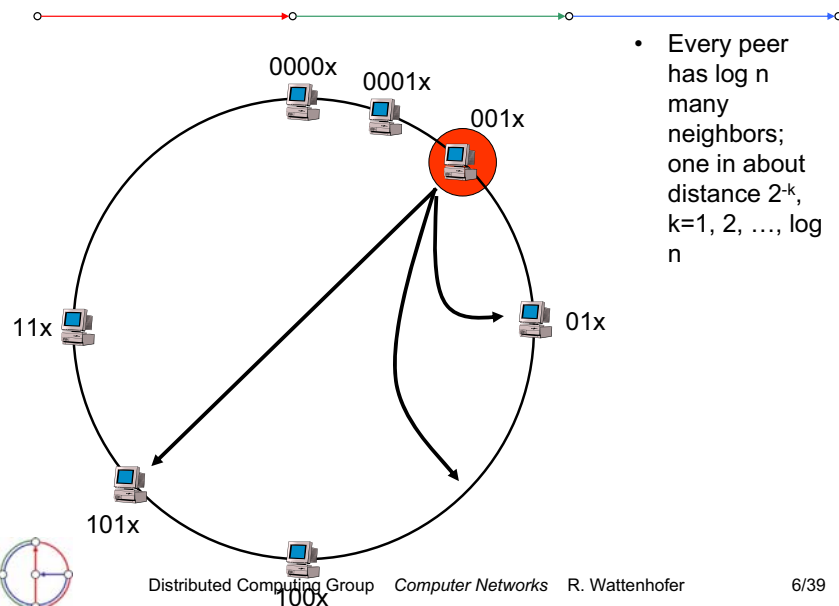 0000x
0001x
001x
01x
11x
101x
100x
• Every peer
has log n
many
neighbors;
one in about
distance 2⁻ᵏ,
k=1, 2, …, log
n
Distributed Computing Group Computer Networks R. Wattenhofer 6/39